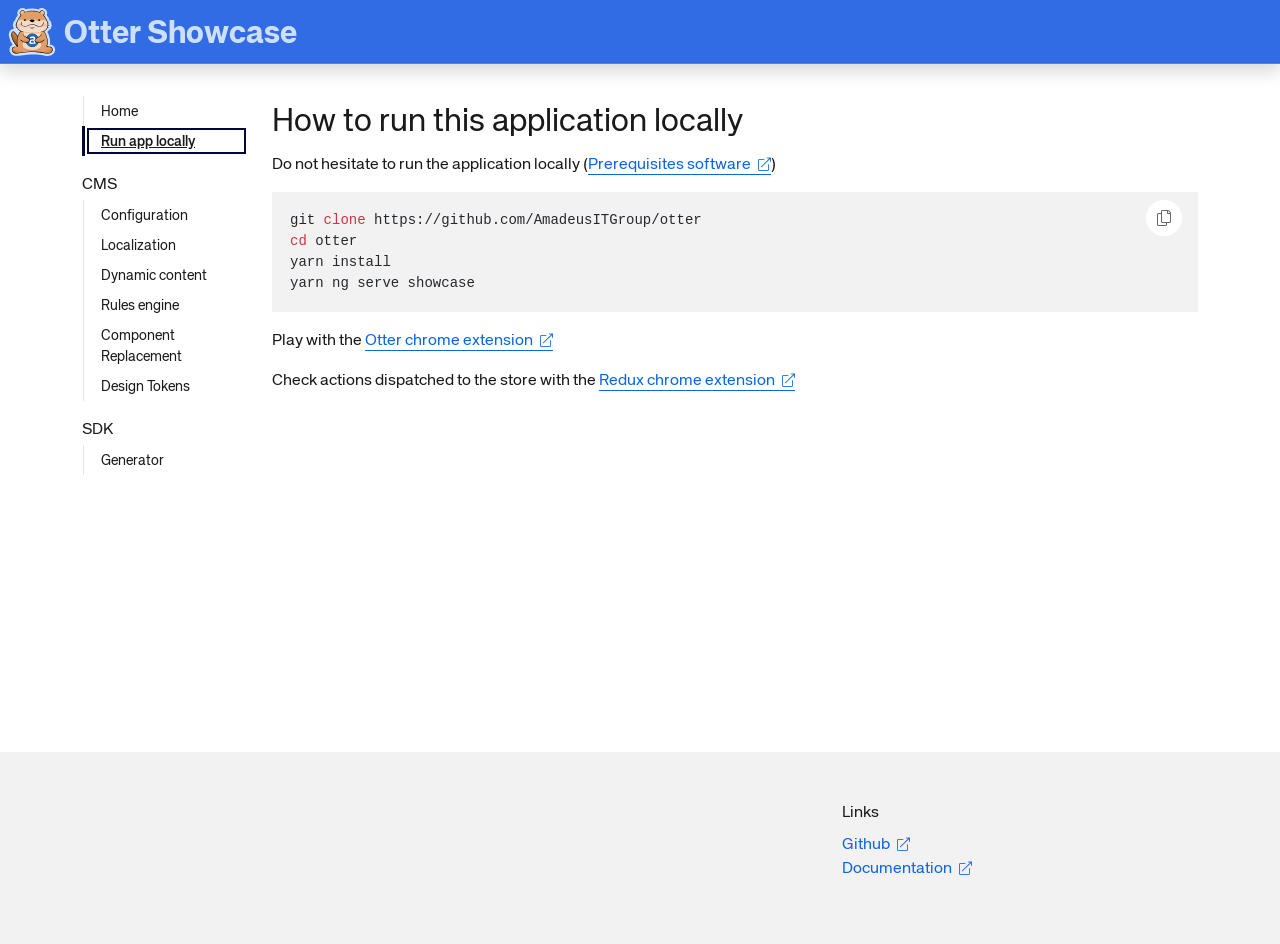 Otter Showcase
Home
Run app locally
CMS
Configuration
Localization
Dynamic content
Rules engine
Component
Replacement
Design Tokens
SDK
Generator
How to run this application locally
Do not hesitate to run the application locally (Prerequisites software)
git clone https://github.com/AmadeusITGroup/otter
cd otter
yarn install
yarn ng serve showcase
Play with the Otter chrome extension
Check actions dispatched to the store with the Redux chrome extension
Links
Github
Documentation